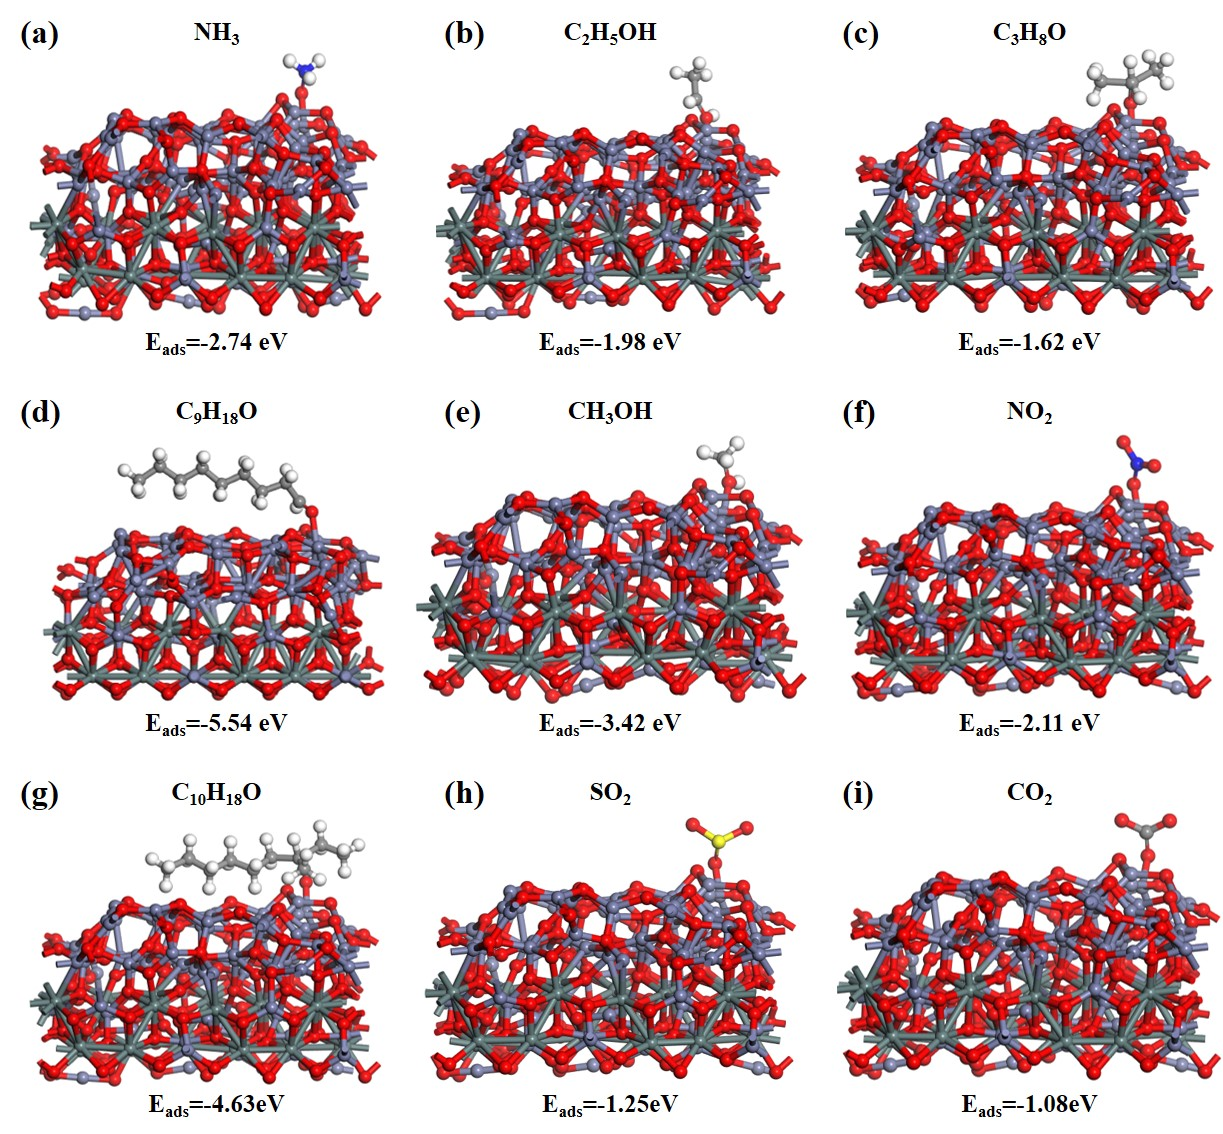 (a) NH₃
(b) C₂H₅OH
(c) C₃H₈O
Eads=-2.74 eV
Eads=-1.98 eV
Eads=-1.62 eV
(d) C₉H₁₈O
(e) CH₃OH
(f) NO₂
Eads=-5.54 eV
Eads=-3.42 eV
Eads=-2.11 eV
(g) C₁₀H₁₈O
(h) SO₂
(i) CO₂
Eads=-4.63eV
Eads=-1.25eV
Eads=-1.08eV